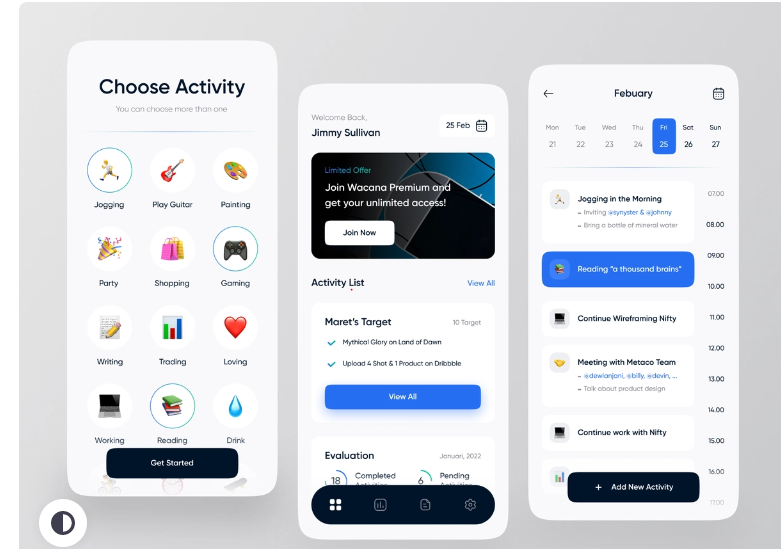 Choose Activity
You can choose more than one
Jogging
Play Guitar
Painting
Party
Shopping
Gaming
Writing
Trading
Loving
Working
Reading
Drink
Get Started
Welcome Back,
Jimmy Sullivan
25 Feb
Limited Offer
Join Wacana Premium and
get your unlimited access!
Join Now
Activity List
View All
Maret's Target
10 Target
Mythical Glory on Land of Dawn
Upload 4 Shot & 1 Product on Dribbble
View All
Evaluation
Januari, 2022
18
Completed
Activities
6
Pending
Activities
Febuary
Mon Tue Wed Thu Fri Sat Sun
21 22 23 24 25 26 27
Jogging in the Morning
- Inviting @synyster & @johnny
- Bring a bottle of mineral water
Reading "a thousand brains"
Continue Wireframing Nifty
Meeting with Metaco Team
- @dewianjani, @billy, @devin, ...
- Talk about product design
Continue work with Nifty
+ Add New Activity
07.00
08.00
09.00
10.00
11.00
12.00
13.00
14.00
15.00
16.00
17.00